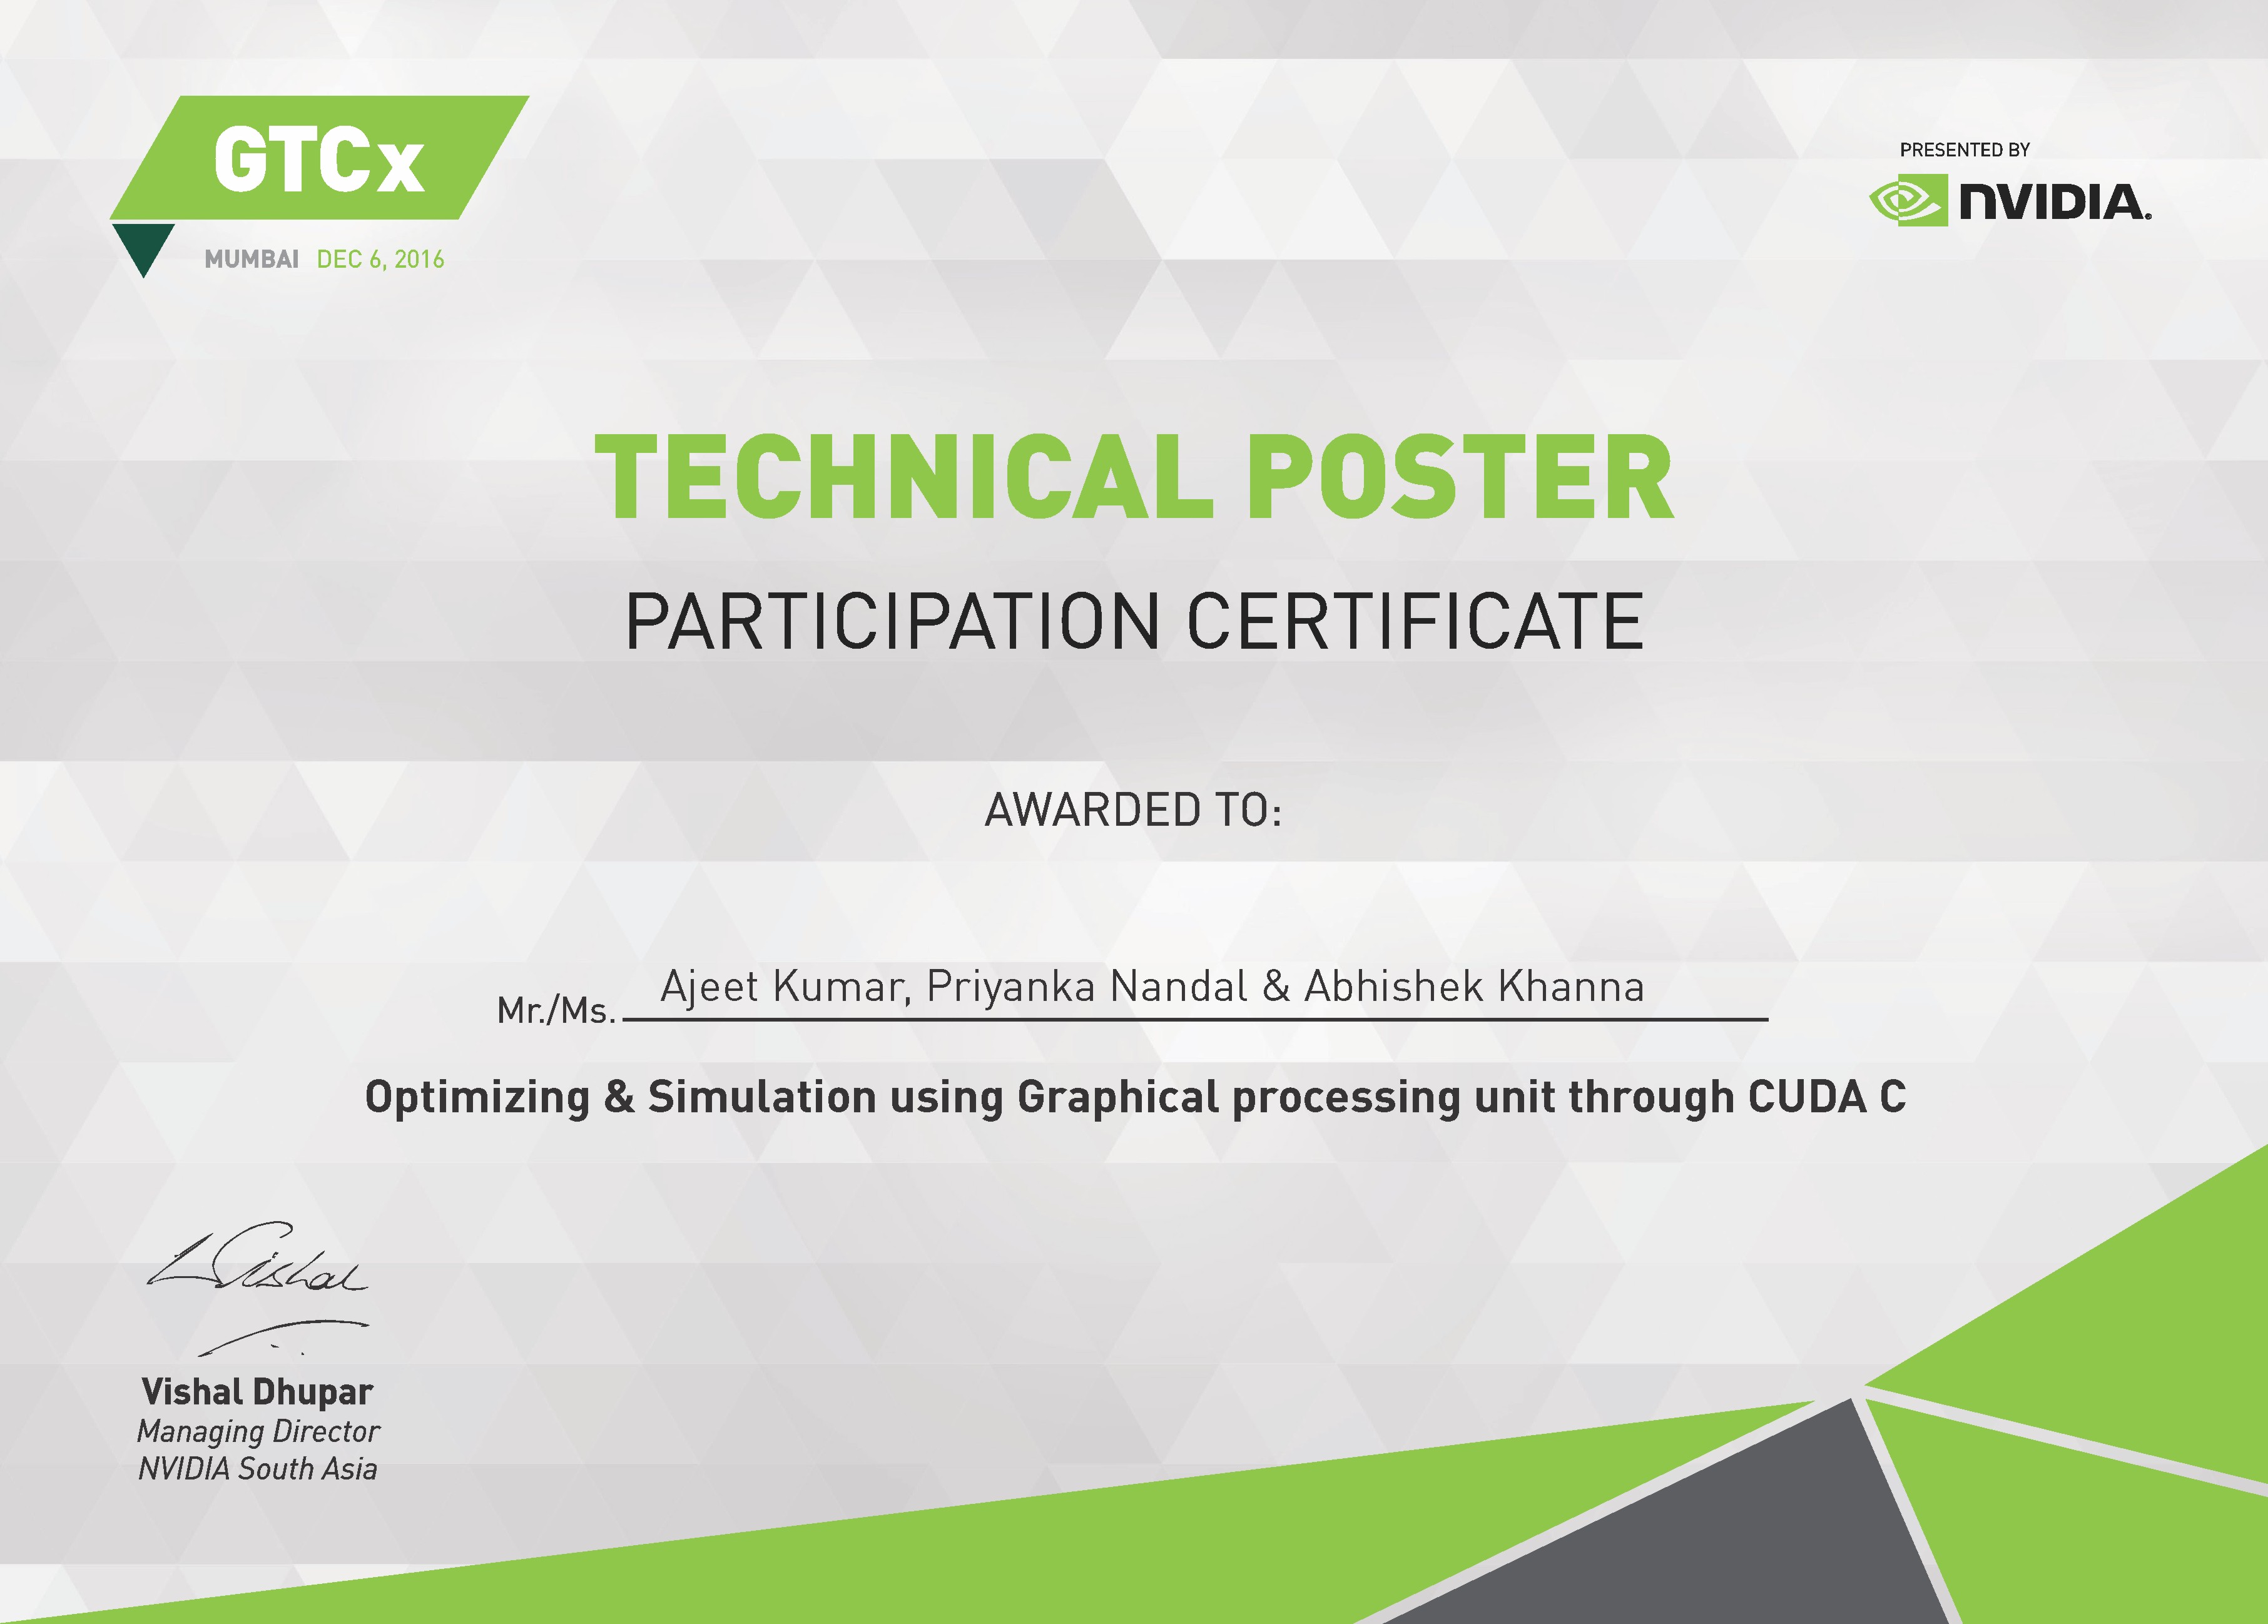 GTCx
MUMBAI DEC 6, 2016
PRESENTED BY
NVIDIA.
TECHNICAL POSTER
PARTICIPATION CERTIFICATE
AWARDED TO:
Mr./Ms. Ajeet Kumar, Priyanka Nandal & Abhishek Khanna
Optimizing & Simulation using Graphical processing unit through CUDA C
Vishal
Vishal Dhupar
Managing Director
NVIDIA South Asia